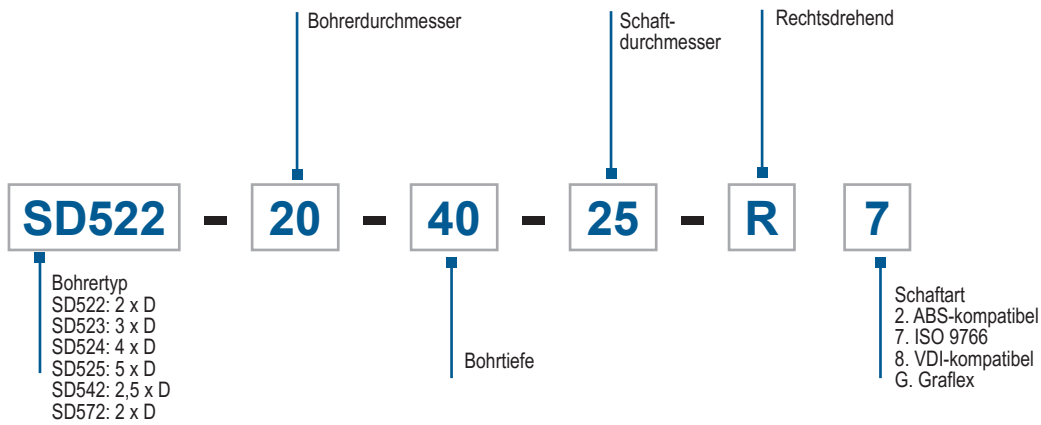 Bohrerdurchmesser
Schaft-
durchmesser
Rechtsdrehend
SD522 - 20 - 40 - 25 - R 7
Bohrertyp
SD522: 2 x D
SD523: 3 x D
SD524: 4 x D
SD525: 5 x D
SD542: 2,5 x D
SD572: 2 x D
Bohrtiefe
Schaftart
2. ABS-kompatibel
7. ISO 9766
8. VDI-kompatibel
G. Graflex